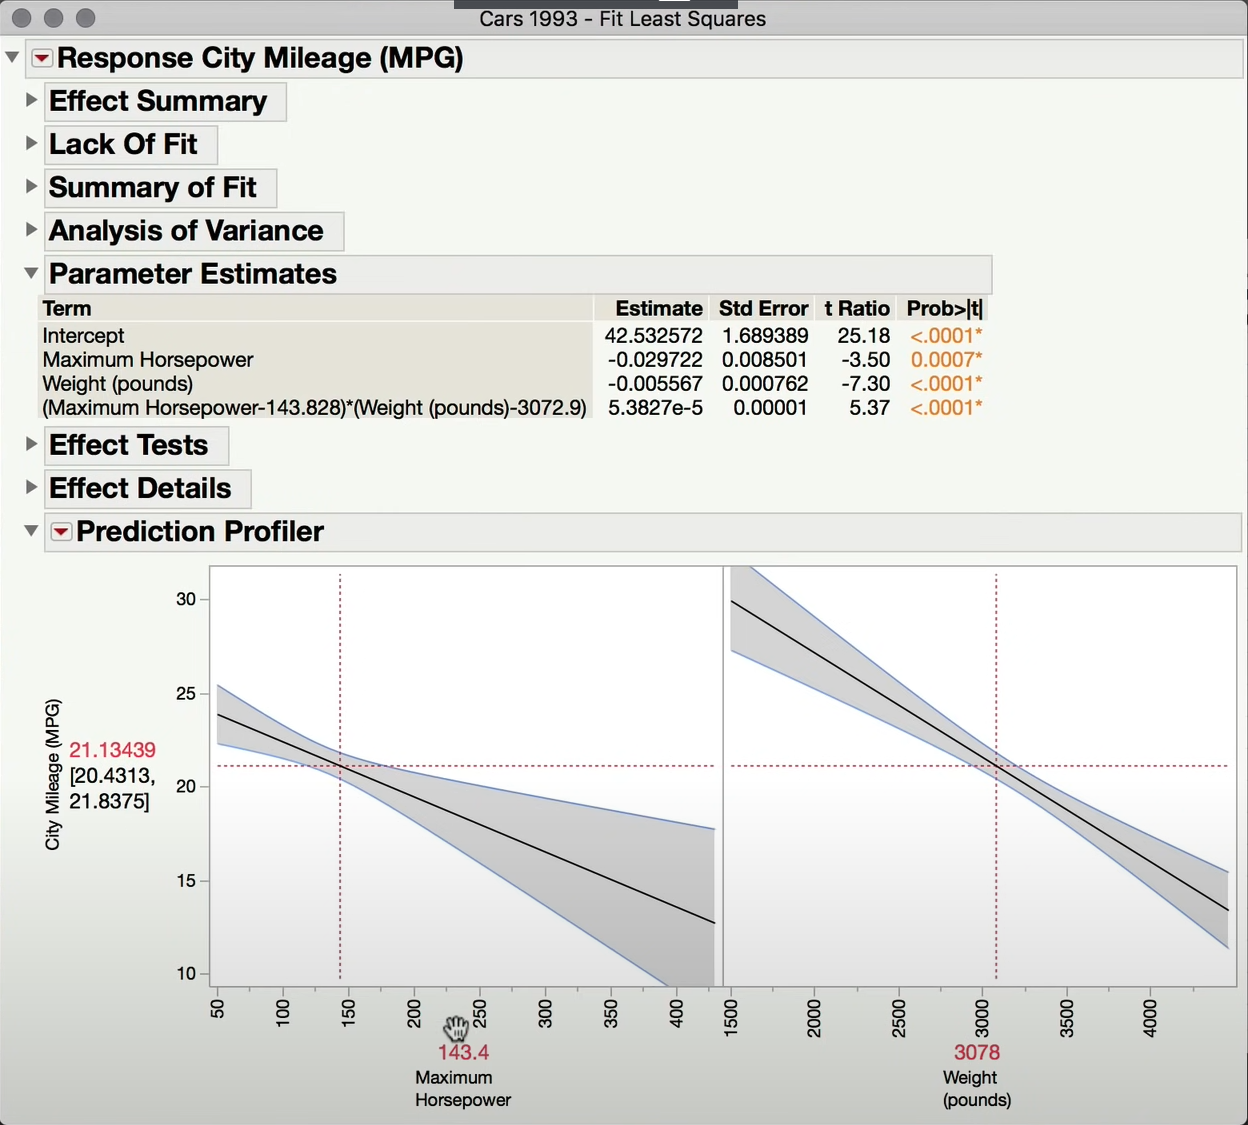 Cars 1993 - Fit Least Squares
Response City Mileage (MPG)
Effect Summary
Lack Of Fit
Summary of Fit
Analysis of Variance
Parameter Estimates
Term Estimate Std Error t Ratio Prob>|t|
Intercept 42.532572 1.689389 25.18 <.0001*
Maximum Horsepower -0.029722 0.008501 -3.50 0.0007*
Weight (pounds) -0.005567 0.000762 -7.30 <.0001*
(Maximum Horsepower-143.828)*(Weight (pounds)-3072.9) 5.3827e-5 0.00001 5.37 <.0001*
Effect Tests
Effect Details
Prediction Profiler
City Mileage (MPG)
21.13439
[20.4313,
21.8375]
30
25
20
15
10
50 100 150 200 250 300 350 400 1500 2000 2500 3000 3500 4000
143.4 3078
Maximum Weight
Horsepower (pounds)